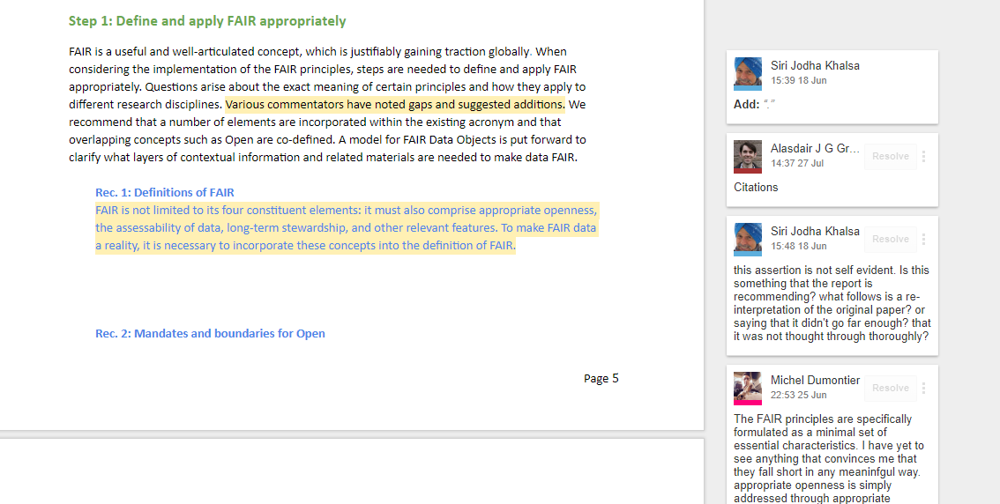 Step 1: Define and apply FAIR appropriately
FAIR is a useful and well-articulated concept, which is justifiably gaining traction globally. When
considering the implementation of the FAIR principles, steps are needed to define and apply FAIR
appropriately. Questions arise about the exact meaning of certain principles and how they apply to
different research disciplines. Various commentators have noted gaps and suggested additions. We
recommend that a number of elements are incorporated within the existing acronym and that
overlapping concepts such as Open are co-defined. A model for FAIR Data Objects is put forward to
clarify what layers of contextual information and related materials are needed to make data FAIR.
Rec. 1: Definitions of FAIR
FAIR is not limited to its four constituent elements: it must also comprise appropriate openness,
the assessability of data, long-term stewardship, and other relevant features. To make FAIR data
a reality, it is necessary to incorporate these concepts into the definition of FAIR.
Rec. 2: Mandates and boundaries for Open
Page 5
Siri Jodha Khalsa
15:39 18 Jun
Add: "."
Alasdair J G Gr...
14:37 27 Jul
Resolve
Citations
Siri Jodha Khalsa
15:48 18 Jun
Resolve
this assertion is not self evident. Is this
something that the report is
recommending? what follows is a re-
interpretation of the original paper? or
saying that it didn't go far enough? that
it was not thought through thoroughly?
Michel Dumontier
22:53 25 Jun
Resolve
The FAIR principles are specifically
formulated as a minimal set of
essential characteristics. I have yet to
see anything that convinces me that
they fall short in any meaninfgul way.
appropriate openness is simply
addressed through appropriate